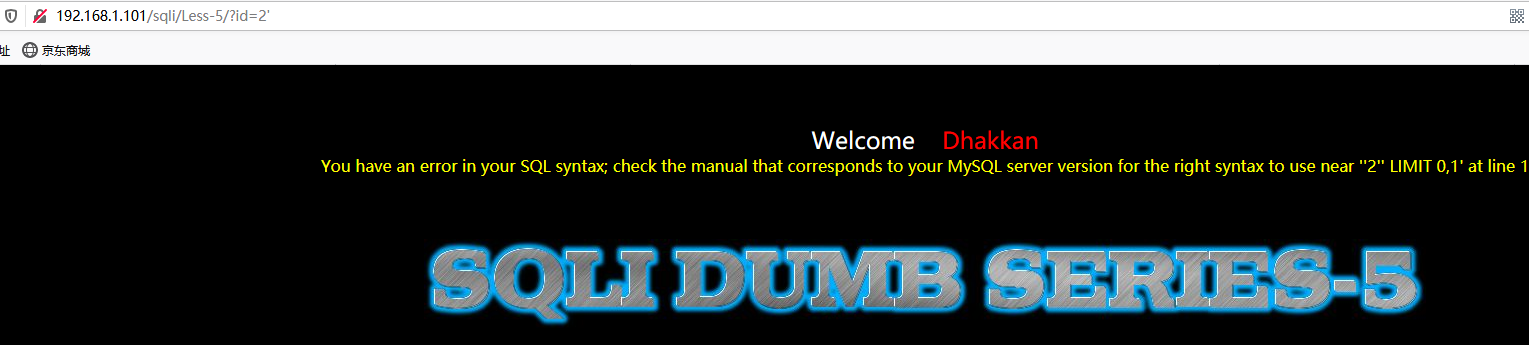 192.168.1.101/sqli/Less-5/?id=2'
址 京东商城
Welcome Dhakkan
You have an error in your SQL syntax; check the manual that corresponds to your MySQL server version for the right syntax to use near ''2'' LIMIT 0,1' at line 1
SQLI DUMB SERIES-5